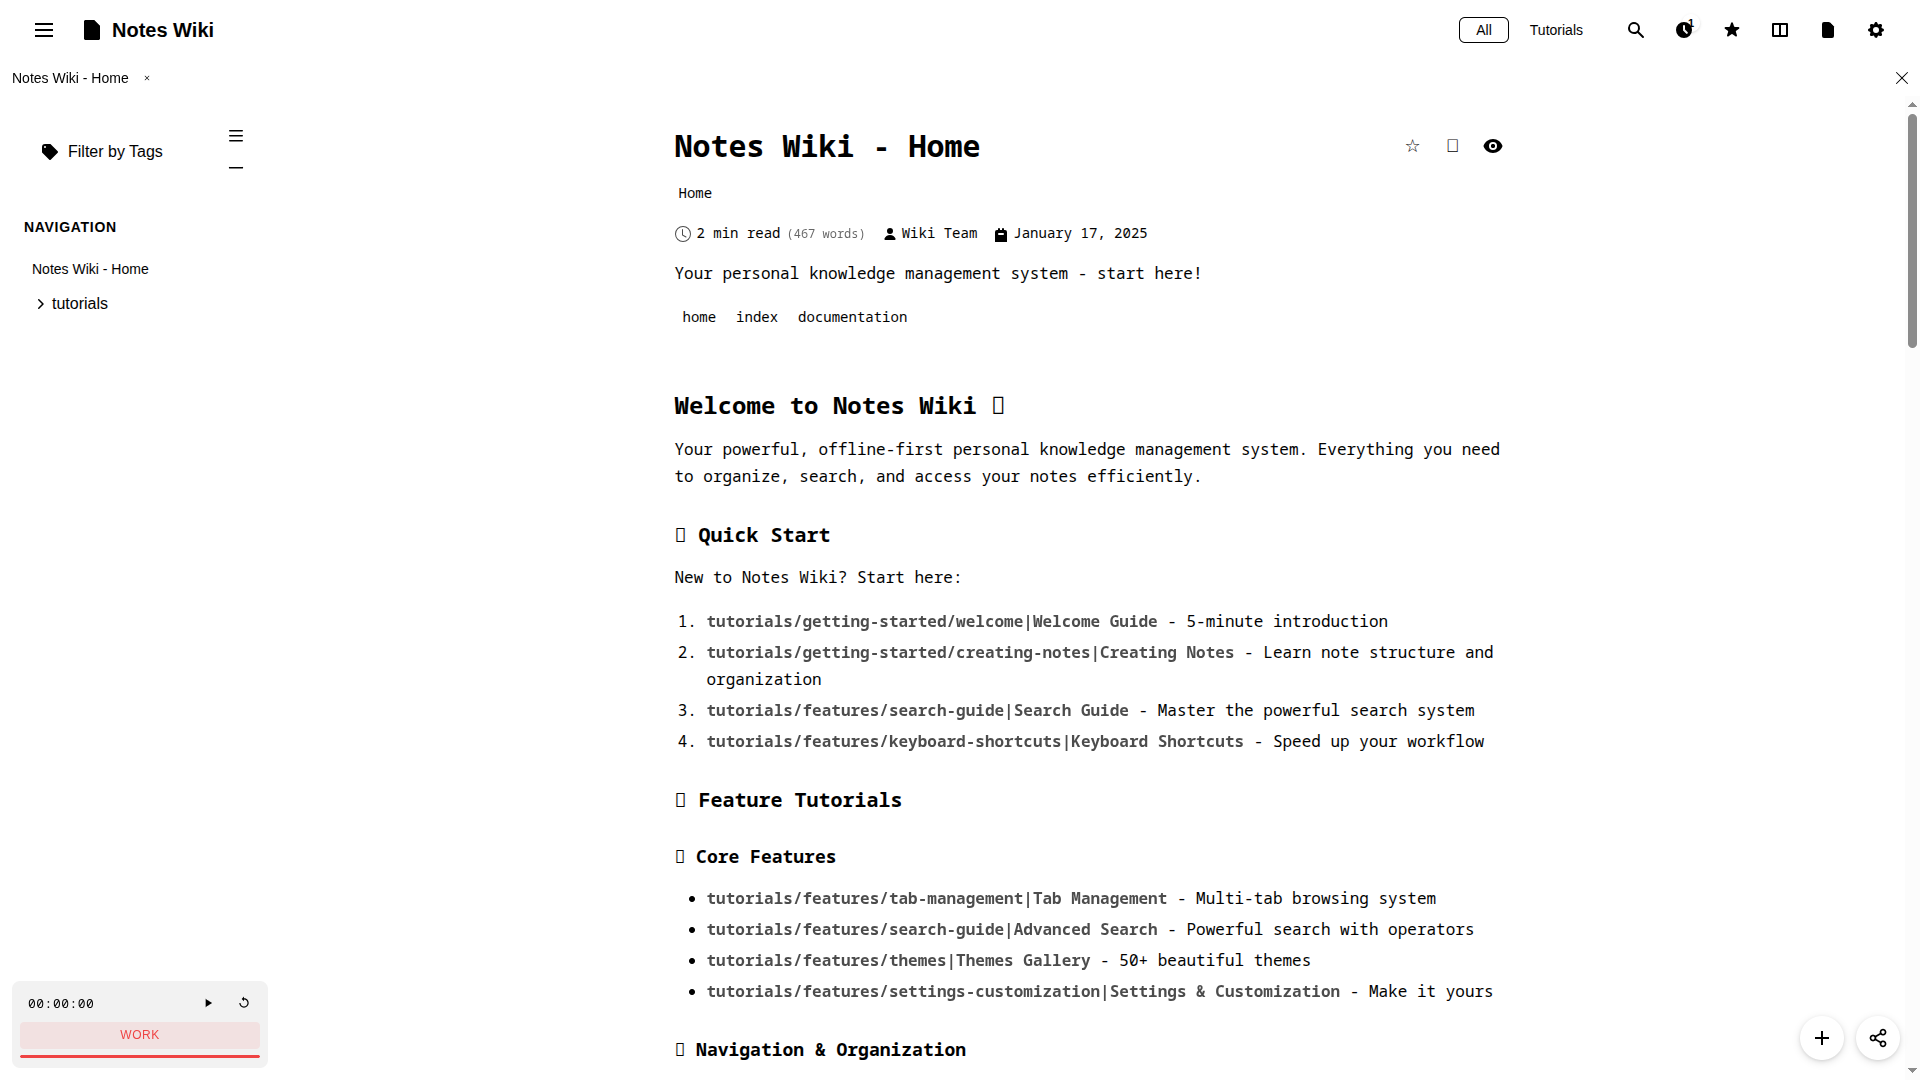 Notes Wiki
All
Tutorials
1
Notes Wiki - Home ×
Filter by Tags
NAVIGATION
Notes Wiki - Home
tutorials
Notes Wiki - Home
Home
2 min read (467 words) Wiki Team January 17, 2025
Your personal knowledge management system - start here!
home index documentation
Welcome to Notes Wiki
Your powerful, offline-first personal knowledge management system. Everything you need
to organize, search, and access your notes efficiently.
Quick Start
New to Notes Wiki? Start here:
1. tutorials/getting-started/welcome|Welcome Guide - 5-minute introduction
2. tutorials/getting-started/creating-notes|Creating Notes - Learn note structure and
organization
3. tutorials/features/search-guide|Search Guide - Master the powerful search system
4. tutorials/features/keyboard-shortcuts|Keyboard Shortcuts - Speed up your workflow
Feature Tutorials
Core Features
• tutorials/features/tab-management|Tab Management - Multi-tab browsing system
• tutorials/features/search-guide|Advanced Search - Powerful search with operators
• tutorials/features/themes|Themes Gallery - 50+ beautiful themes
• tutorials/features/settings-customization|Settings & Customization - Make it yours
Navigation & Organization
00:00:00
WORK